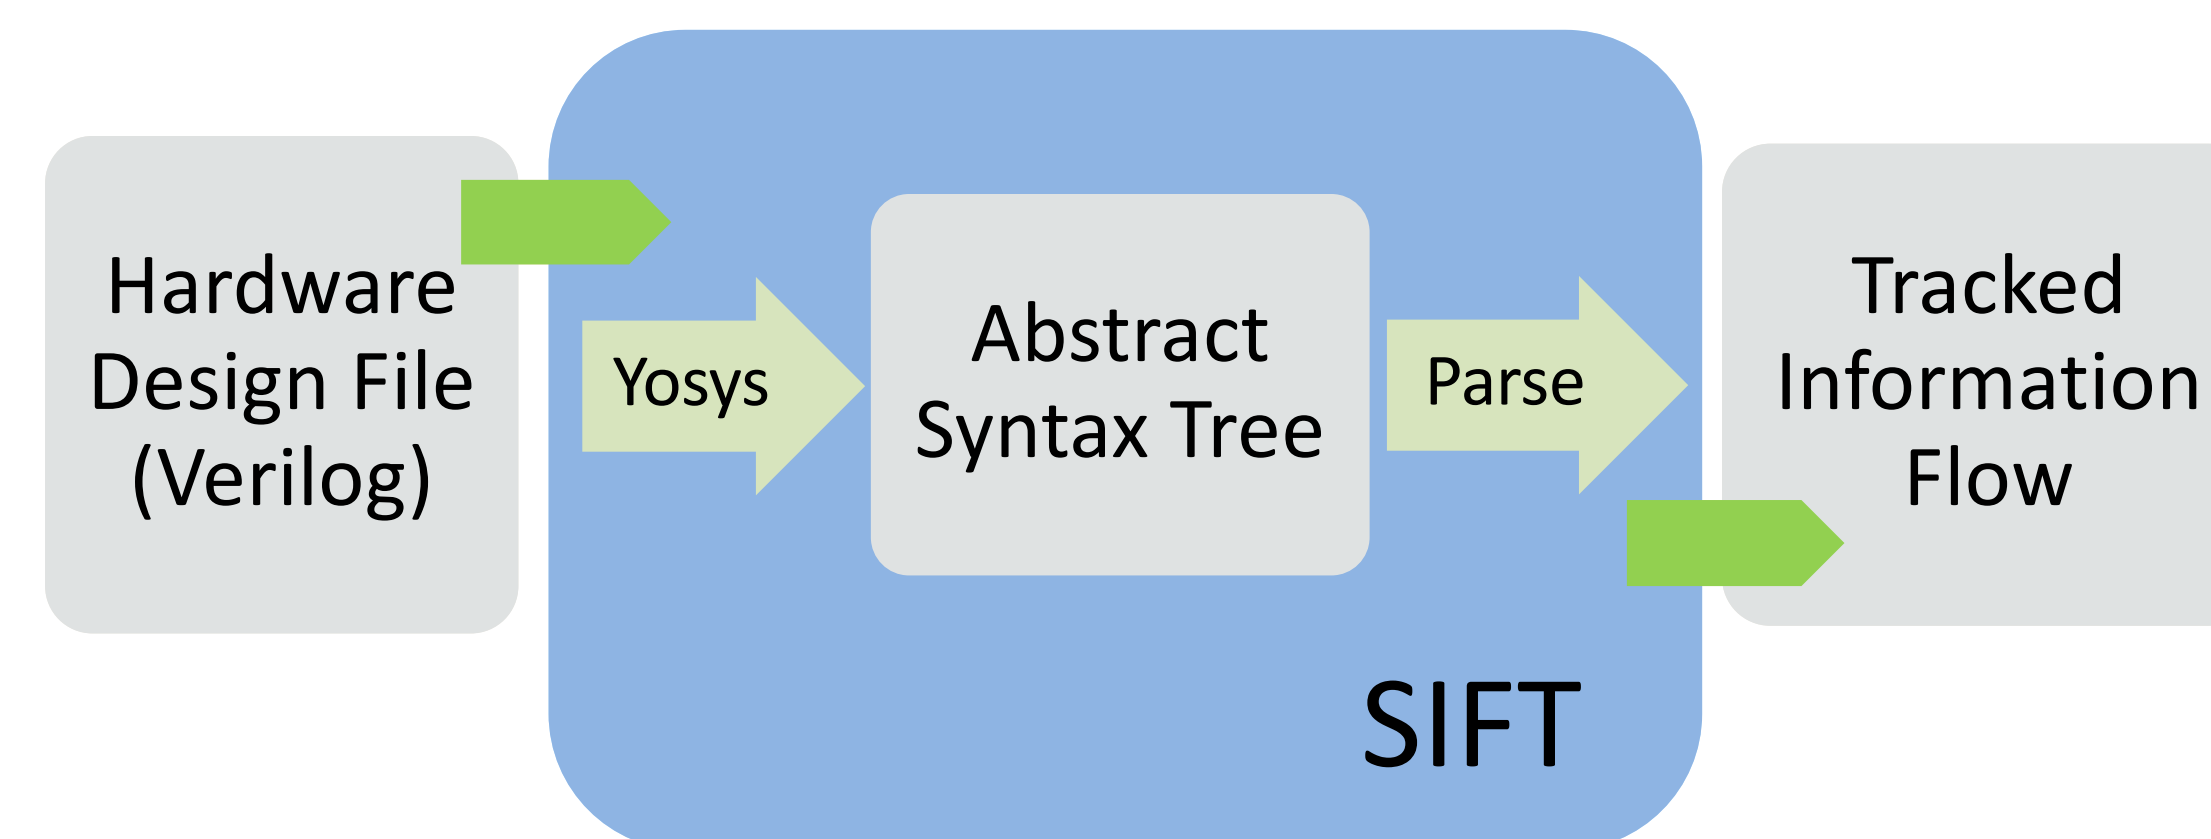 Hardware
Design File
(Verilog)
Yosys
Abstract
Syntax Tree
Parse
Tracked
Information
Flow
SIFT